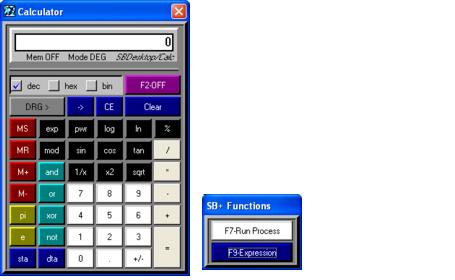 Calculator
0
Mem OFF Mode DEG SBDesktop/Calc
dec hex bin F2-OFF
DRG > -> CE Clear
MS exp pwr log ln %
MR mod sin cos tan /
M+ and 1/x x2 sqrt *
M- or 7 8 9 -
pi xor 4 5 6 +
e not 1 2 3 =
sta dta 0 . +/-
SB+ Functions
F7-Run Process
F9-Expression